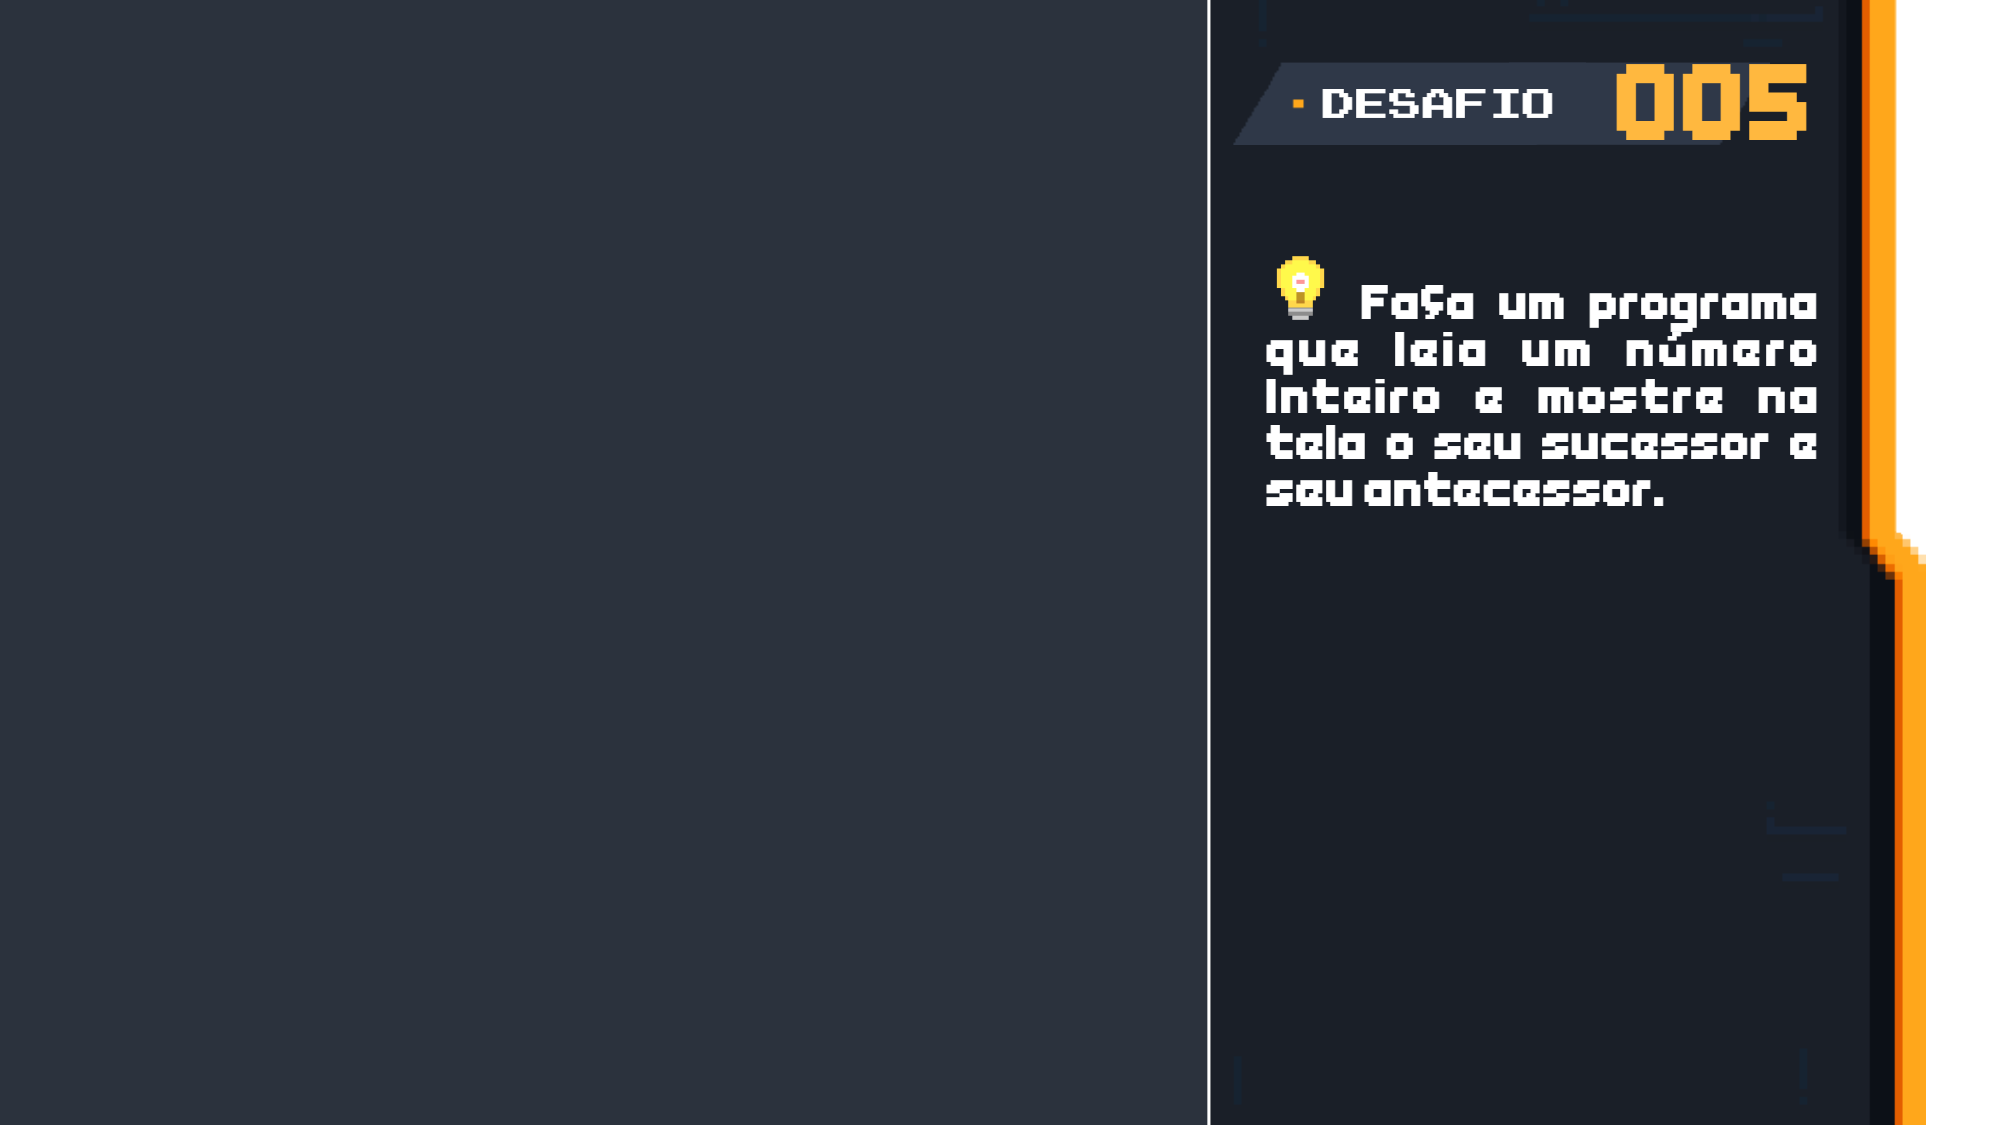 DESAFIO 005
Faça um programa
que leia um número
Inteiro e mostre na
tela o seu sucessor e
seu antecessor.